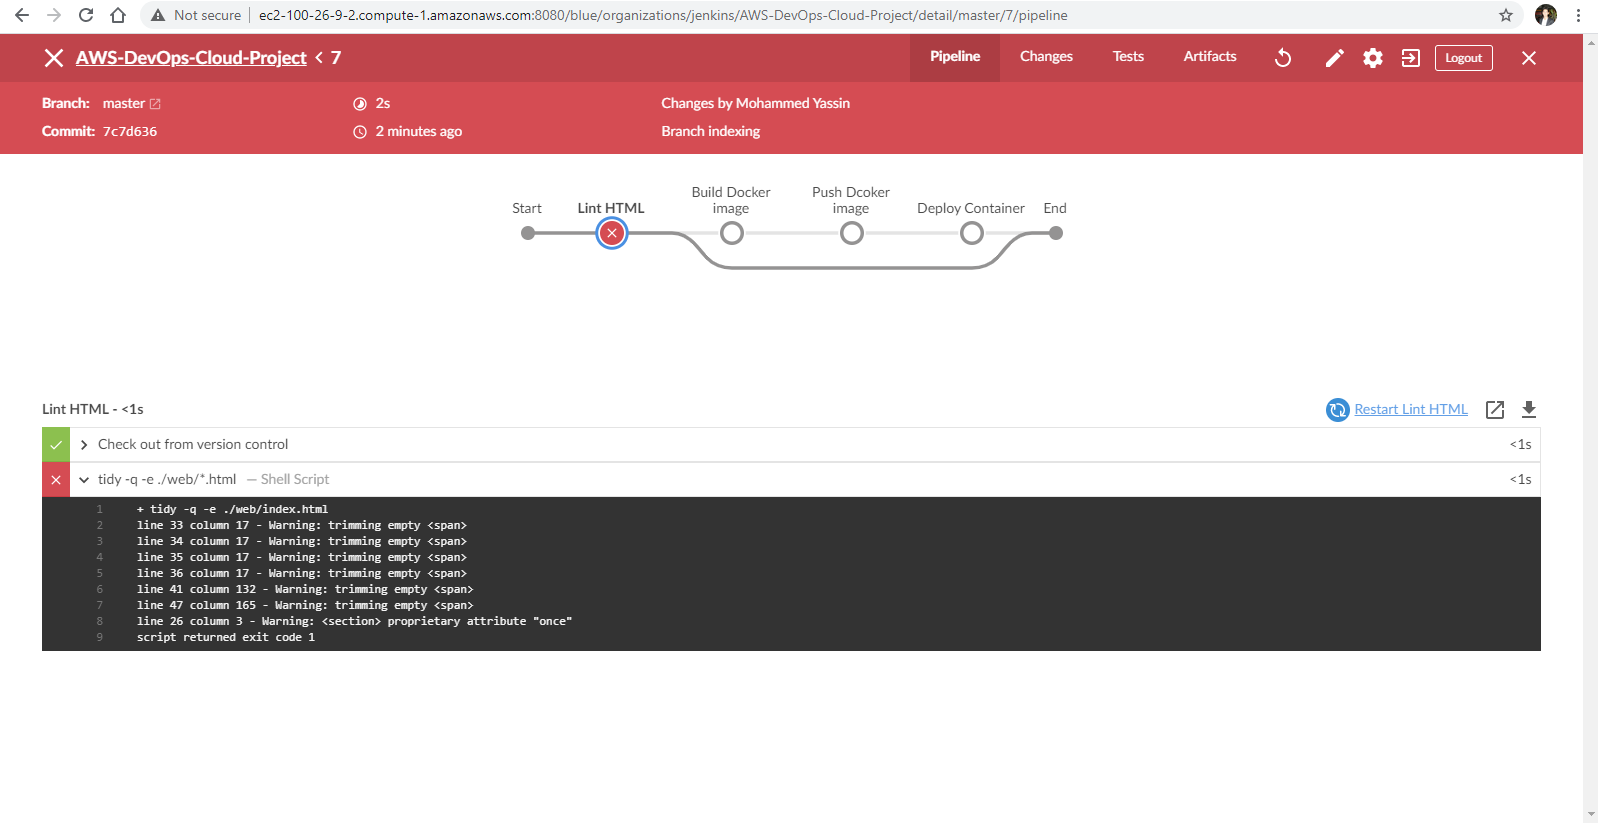 Not secure | ec2-100-26-9-2.compute-1.amazonaws.com:8080/blue/organizations/jenkins/AWS-DevOps-Cloud-Project/detail/master/7/pipeline
AWS-DevOps-Cloud-Project < 7 Pipeline Changes Tests Artifacts Logout
Branch: master 2s Changes by Mohammed Yassin
Commit: 7c7d636 2 minutes ago Branch indexing
Start Lint HTML Build Docker image Push Dcoker image Deploy Container End
Lint HTML - <1s Restart Lint HTML
Check out from version control <1s
tidy -q -e ./web/*.html — Shell Script <1s
1 + tidy -q -e ./web/index.html
2 line 33 column 17 - Warning: trimming empty <span>
3 line 34 column 17 - Warning: trimming empty <span>
4 line 35 column 17 - Warning: trimming empty <span>
5 line 36 column 17 - Warning: trimming empty <span>
6 line 41 column 132 - Warning: trimming empty <span>
7 line 47 column 165 - Warning: trimming empty <span>
8 line 26 column 3 - Warning: <section> proprietary attribute "once"
9 script returned exit code 1